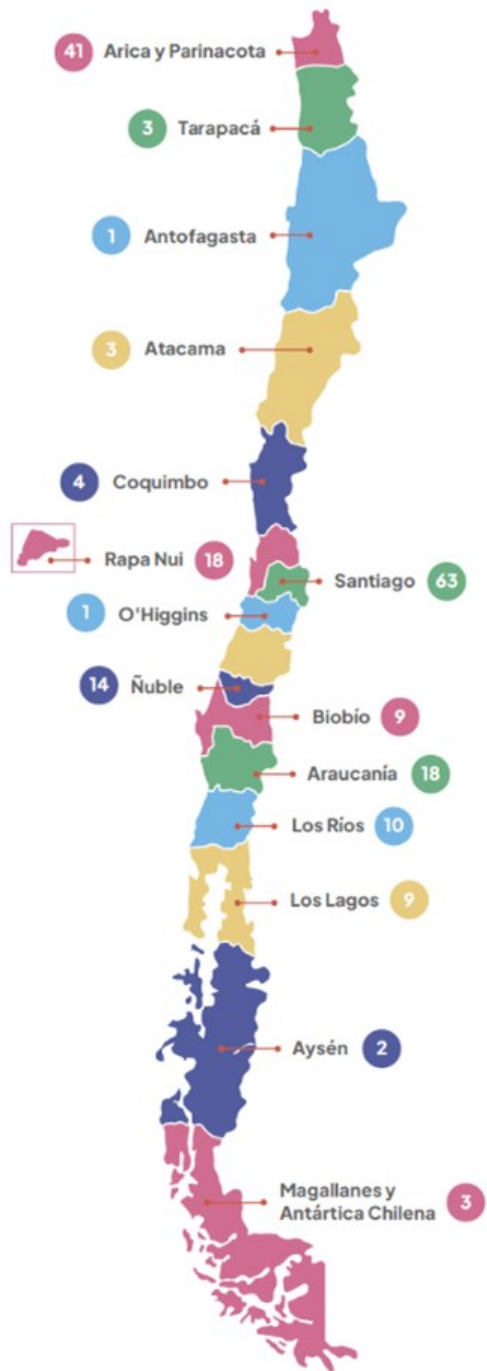 41 Arica y Parinacota
3 Tarapacá
1 Antofagasta
3 Atacama
4 Coquimbo
Rapa Nui 18
Santiago 63
1 O'Higgins
14 Ñuble
Biobío 9
Araucanía 18
Los Ríos 10
Los Lagos 9
Aysén 2
Magallanes y
Antártica Chilena 3